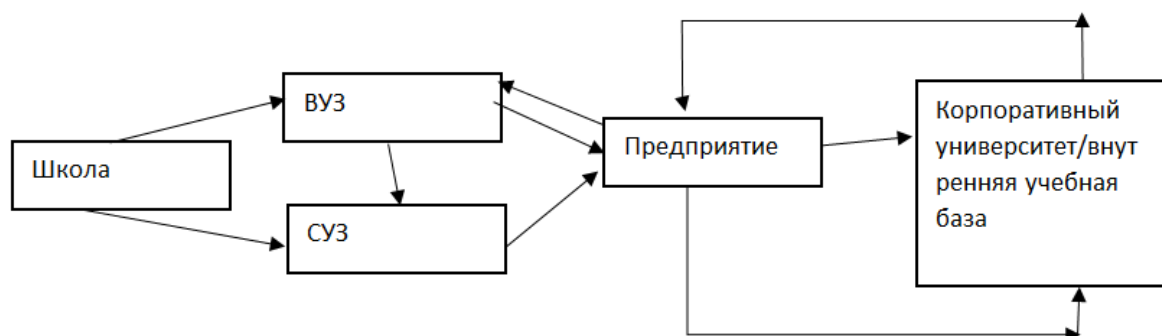 Школа
ВУЗ
СУЗ
Предприятие
Корпоративный
университет/внут
ренняя учебная
база